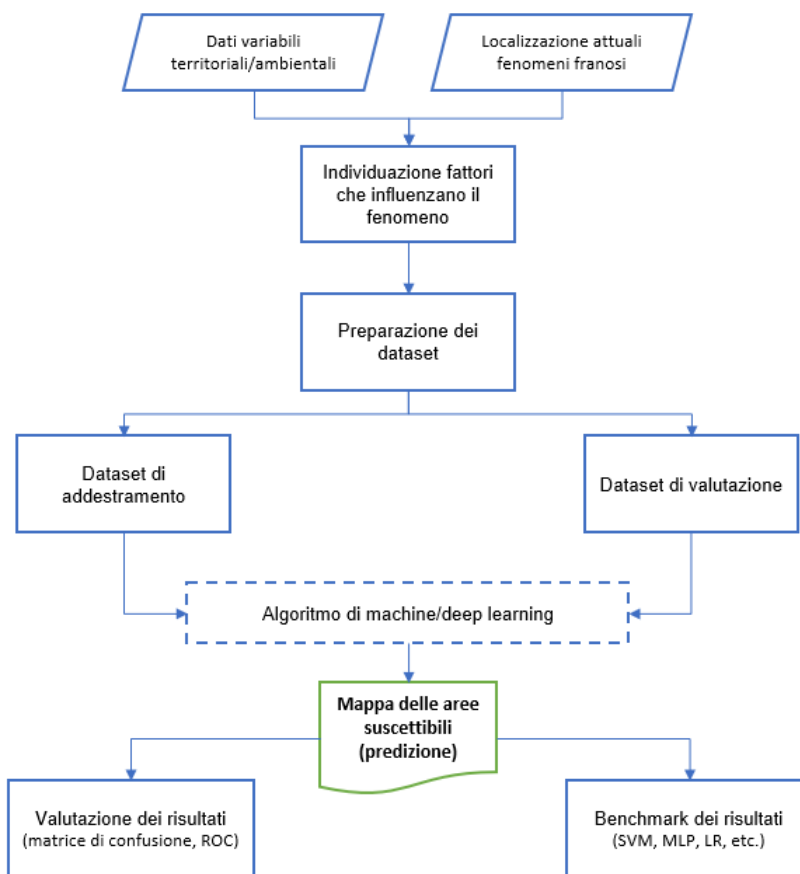 Dati variabili
territoriali/ambientali
Localizzazione attuali
fenomeni franosi
Individuazione fattori
che influenzano il
fenomeno
Preparazione dei
dataset
Dataset di
addestramento
Dataset di valutazione
Algoritmo di machine/deep learning
Mappa delle aree
suscettibili
(predizione)
Valutazione dei risultati
(matrice di confusione, ROC)
Benchmark dei risultati
(SVM, MLP, LR, etc.)